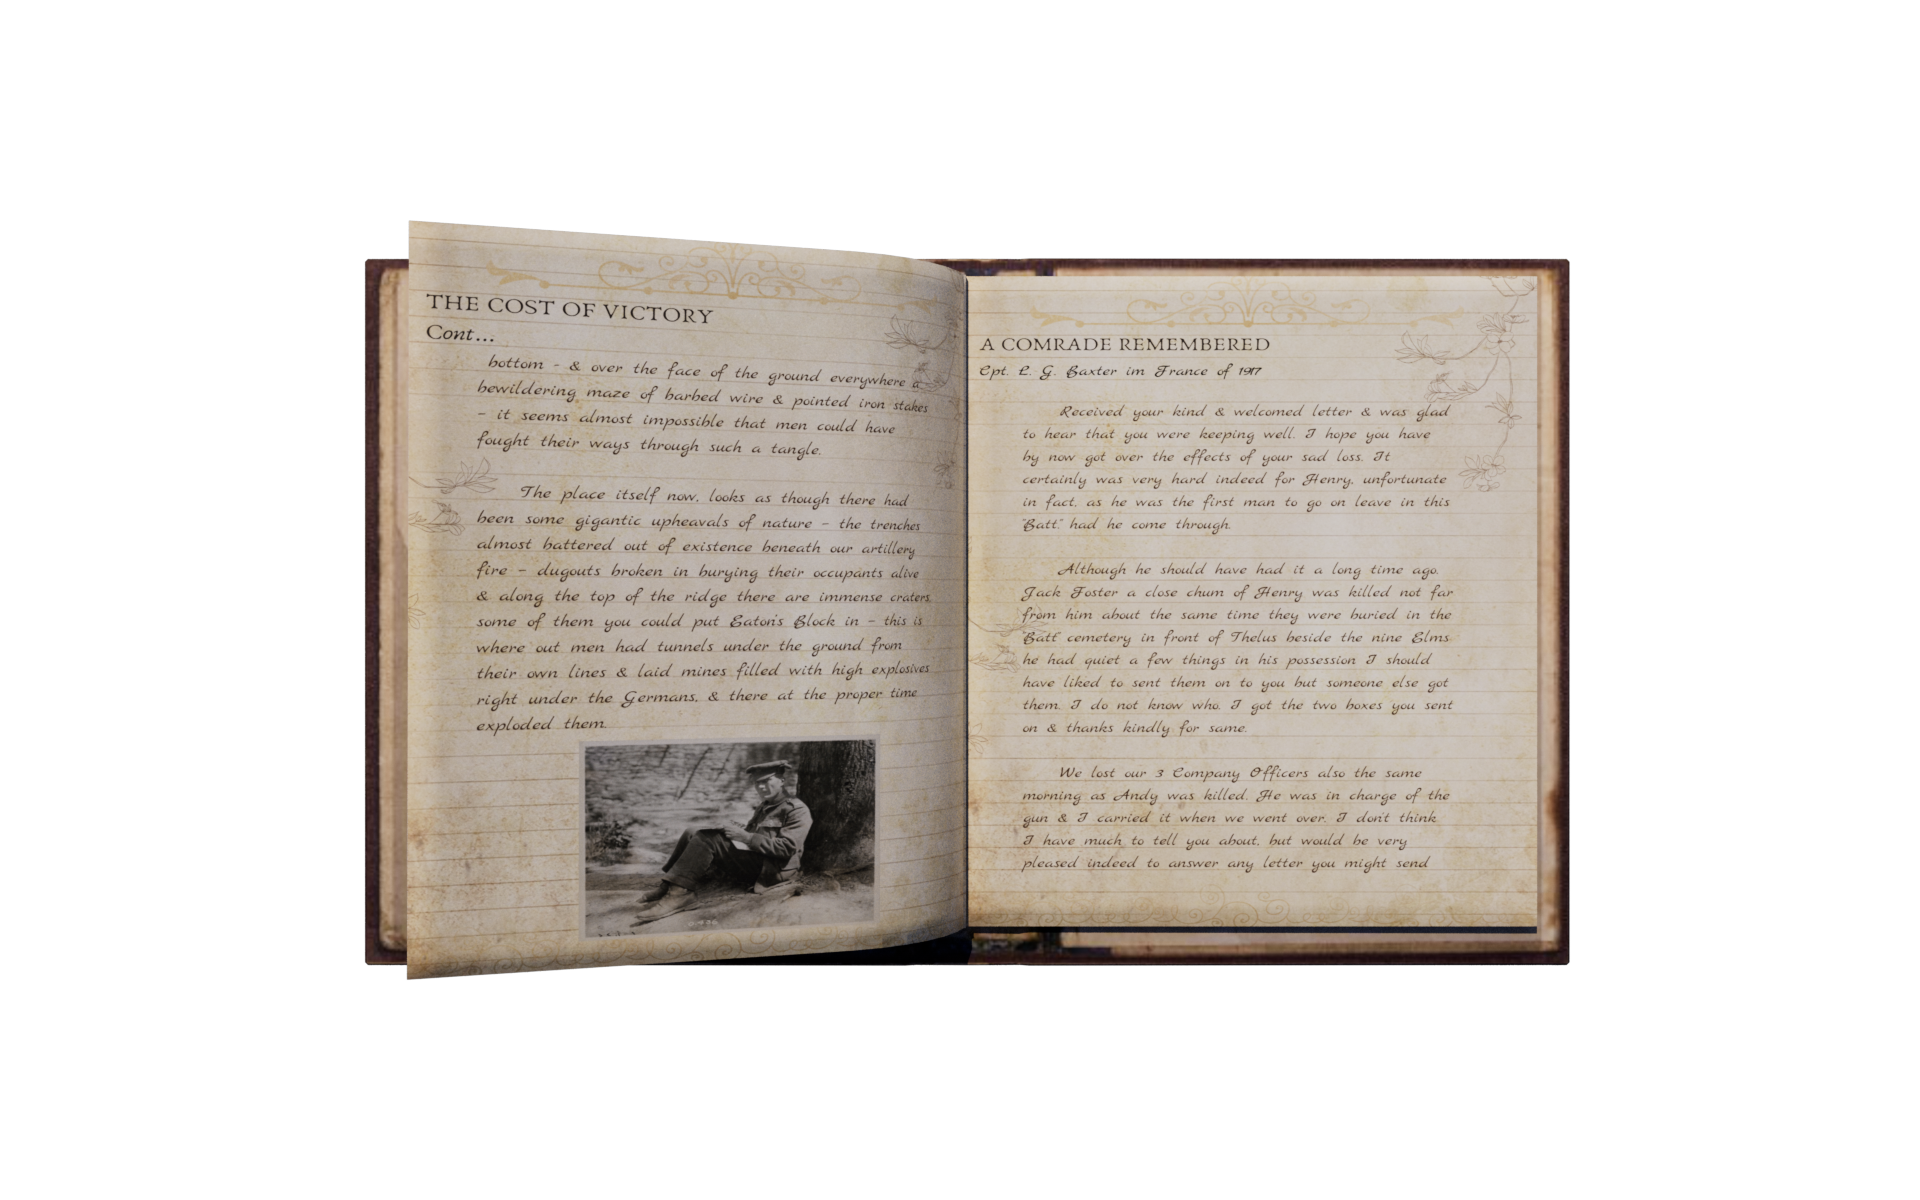 THE COST OF VICTORY
Cont...
bottom - & over the face of the ground everywhere a
bewildering maze of barbed wire & pointed iron stakes
- it seems almost impossible that men could have
fought their ways through such a tangle.
The place itself now, looks as though there had
been some gigantic upheavals of nature - the trenches
almost battered out of existence beneath our artillery
fire - dugouts broken in burying their occupants alive
& along the top of the ridge there are immense craters,
some of them you could put Eaton's Block in - this is
where out men had tunnels under the ground from
their own lines & laid mines filled with high explosives
right under the Germans, & there at the proper time
exploded them.
A COMRADE REMEMBERED
Cpt. L. G. Baxter im France of 1917
Received your kind & welcomed letter & was glad
to hear that you were keeping well. I hope you have
by now got over the effects of your sad loss. It
certainly was very hard indeed for Henry, unfortunate
in fact, as he was the first man to go on leave in this
"Batt." had he come through.
Although he should have had it a long time ago.
Jack Foster a close chum of Henry was killed not far
from him about the same time they were buried in the
"Batt" cemetery in front of Thelus beside the nine Elms
he had quiet a few things in his possession I should
have liked to sent them on to you but someone else got
them. I do not know who. I got the two boxes you sent
on & thanks kindly for same.
We lost our 3 Company Officers also the same
morning as Andy was killed. He was in charge of the
gun & I carried it when we went over. I don't think
I have much to tell you about, but would be very
pleased indeed to answer any letter you might send